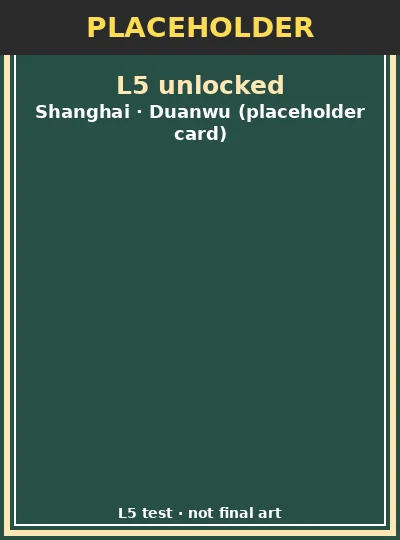 PLACEHOLDER
L5 unlocked
Shanghai · Duanwu (placeholder
card)
L5 test · not final art